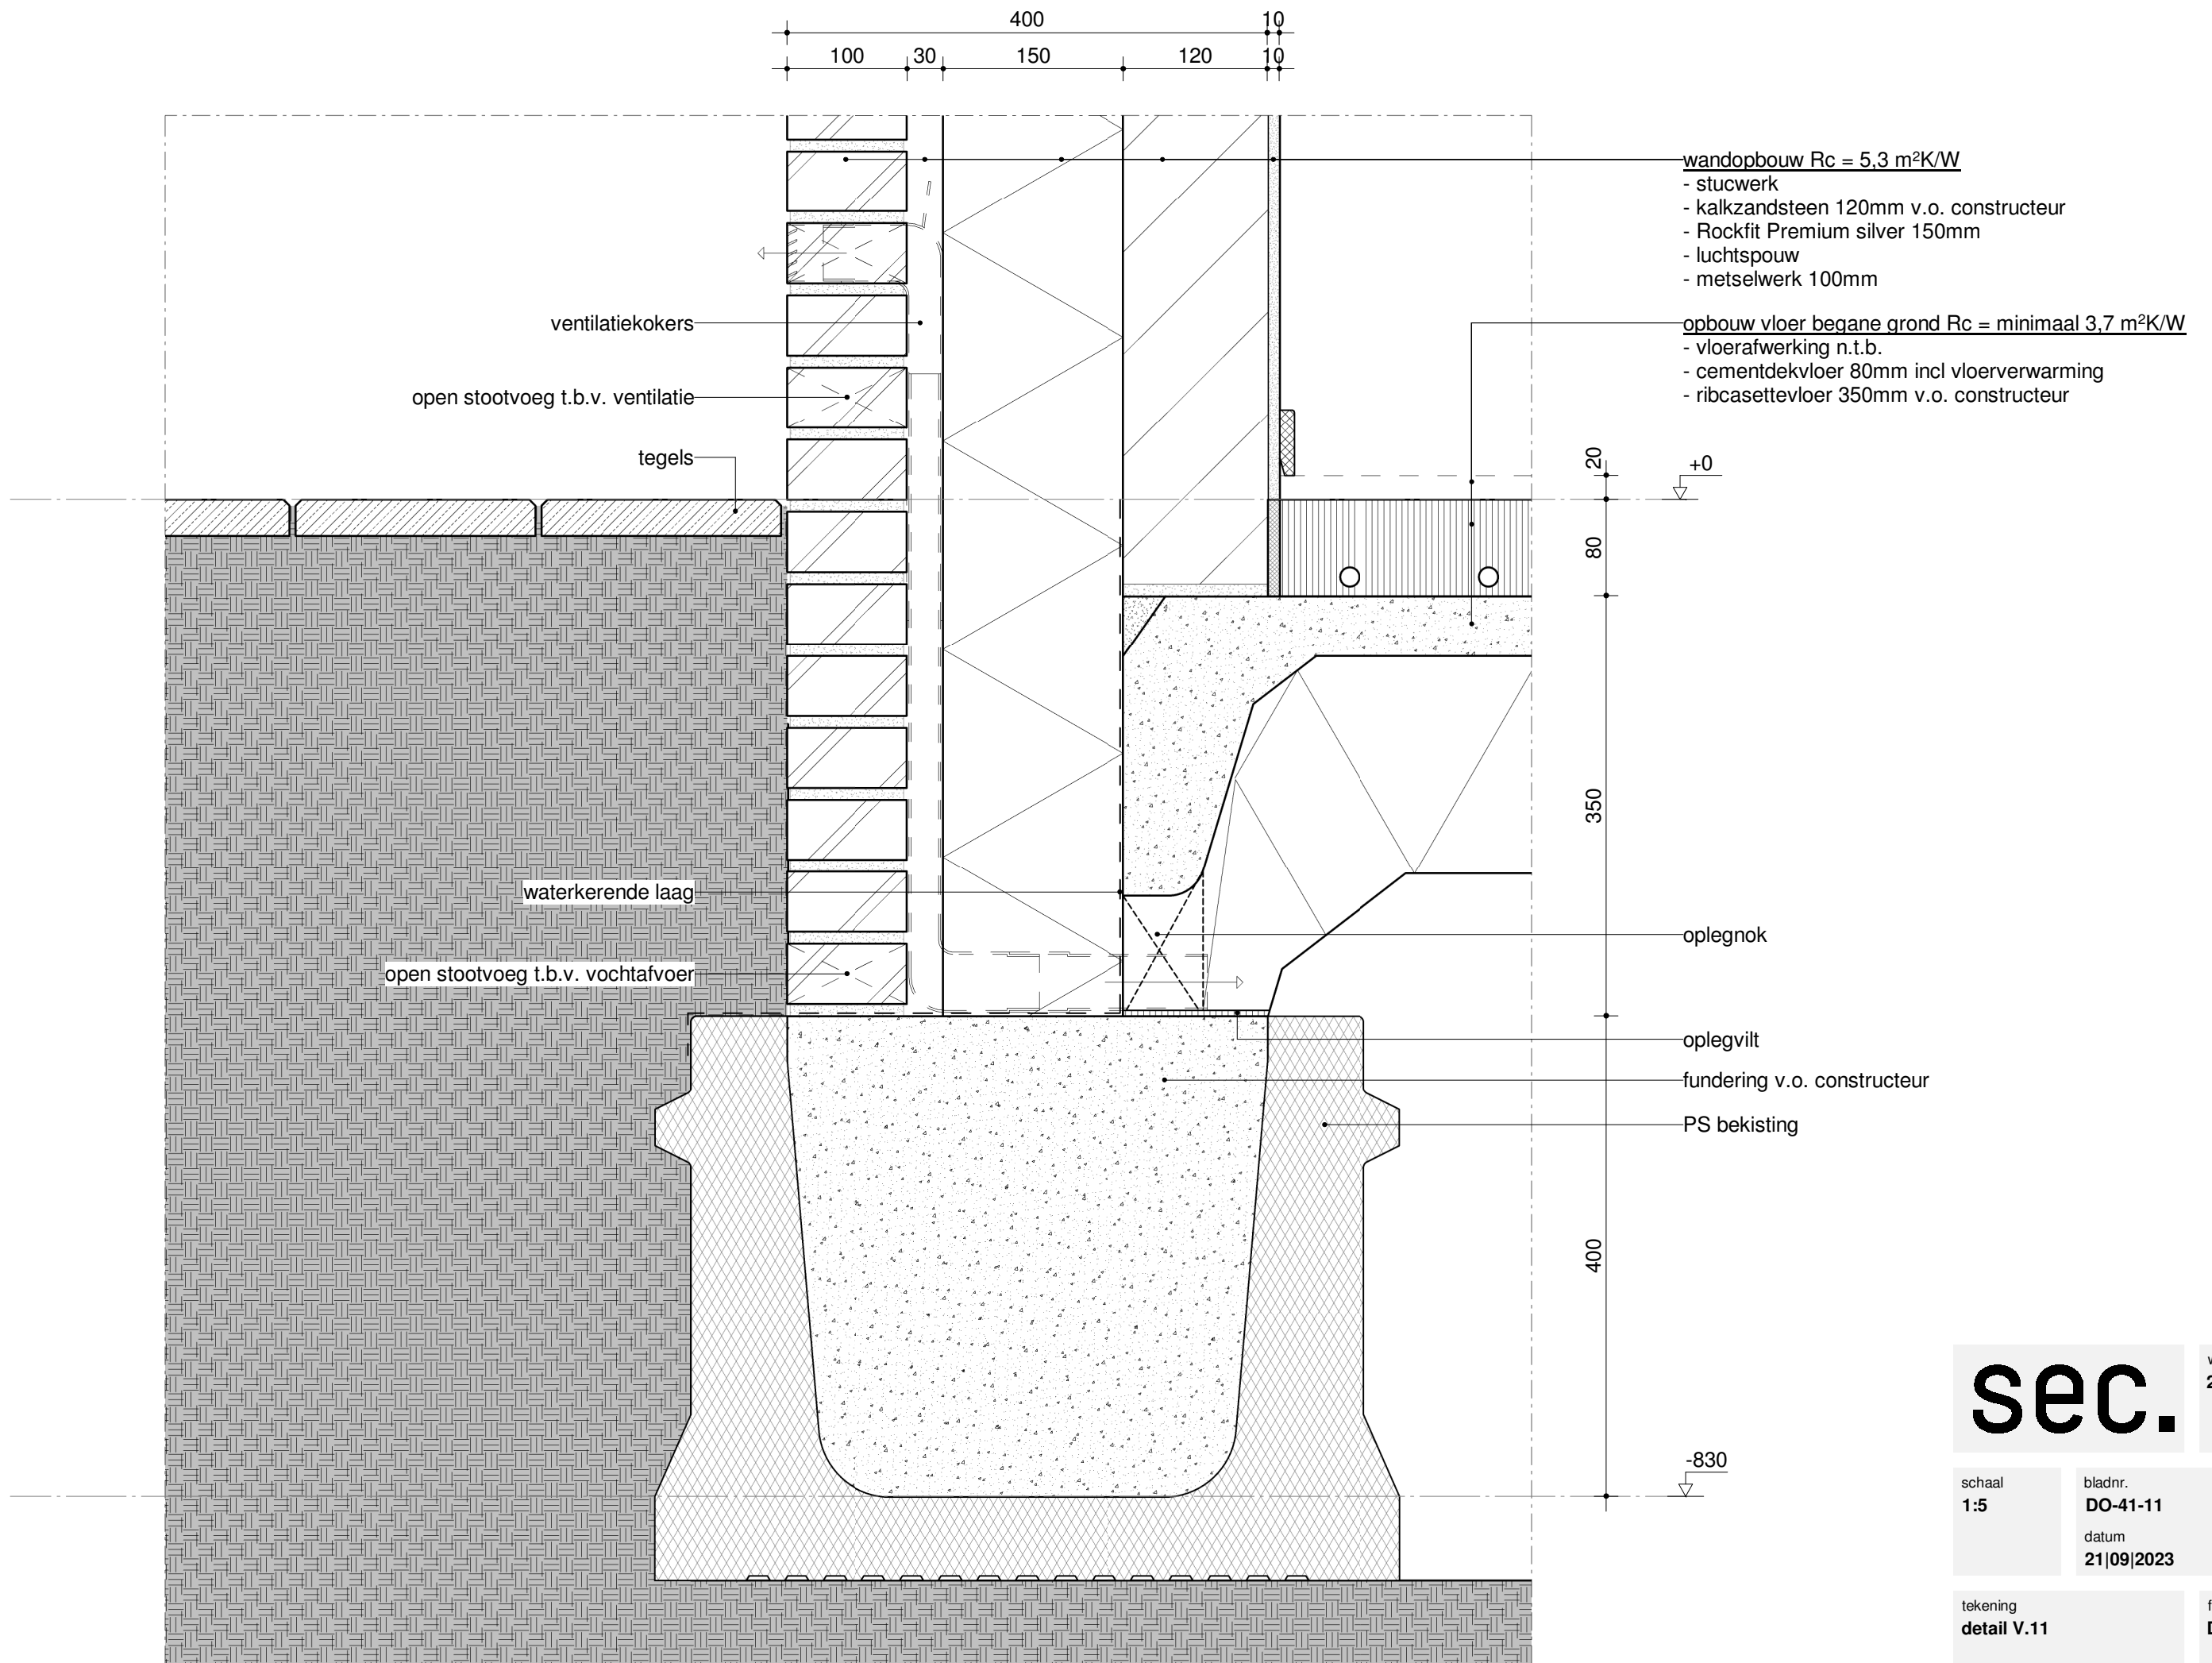 400
10
100
30
150
120
10
wandopbouw Rc = 5,3 m²K/W
- stucwerk
- kalkzandsteen 120mm v.o. constructeur
- Rockfit Premium silver 150mm
- luchtspouw
- metselwerk 100mm
ventilatiekokers
opbouw vloer begane grond Rc = minimaal 3,7 m²K/W
- vloerafwerking n.t.b.
- cementdekvloer 80mm incl vloerverwarming
- ribcasettevloer 350mm v.o. constructeur
open stootvoeg t.b.v. ventilatie
tegels
20
+0
80
350
waterkerende laag
oplegnok
open stootvoeg t.b.v. vochtafvoer
oplegvilt
fundering v.o. constructeur
PS bekisting
400
-830
sec.
schaal
1:5
bladnr.
DO-41-11
datum
21|09|2023
tekening
detail V.11